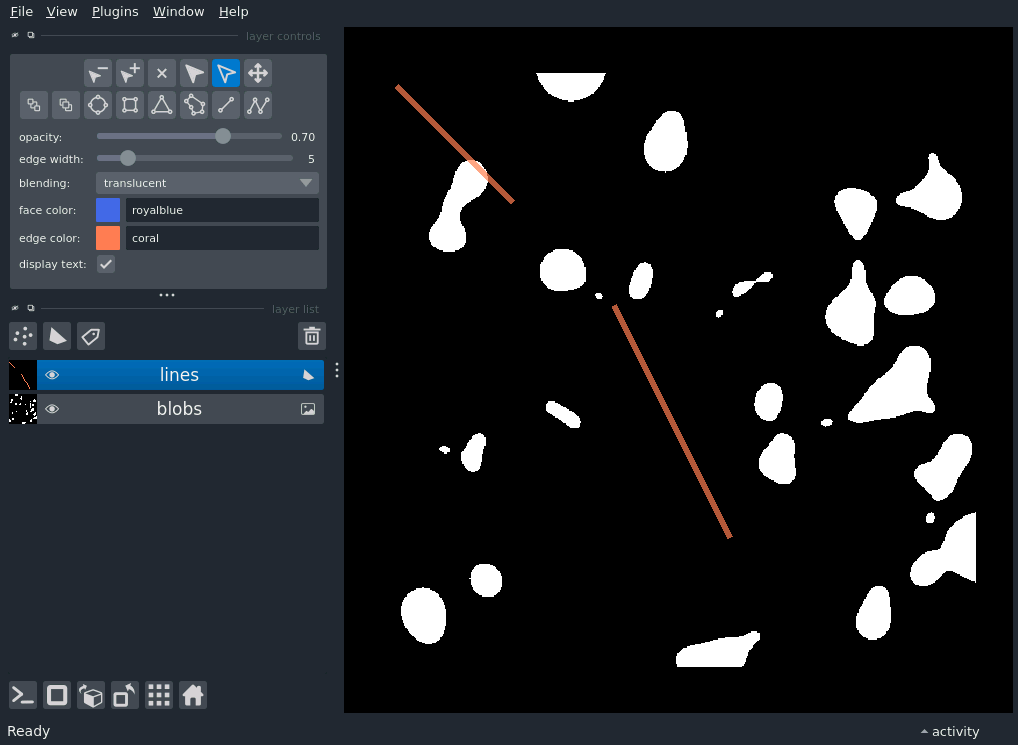 File View Plugins Window Help
layer controls
opacity: 0.70
edge width: 5
blending: translucent
face color: royalblue
edge color: coral
display text:
layer list
lines
blobs
Ready
activity